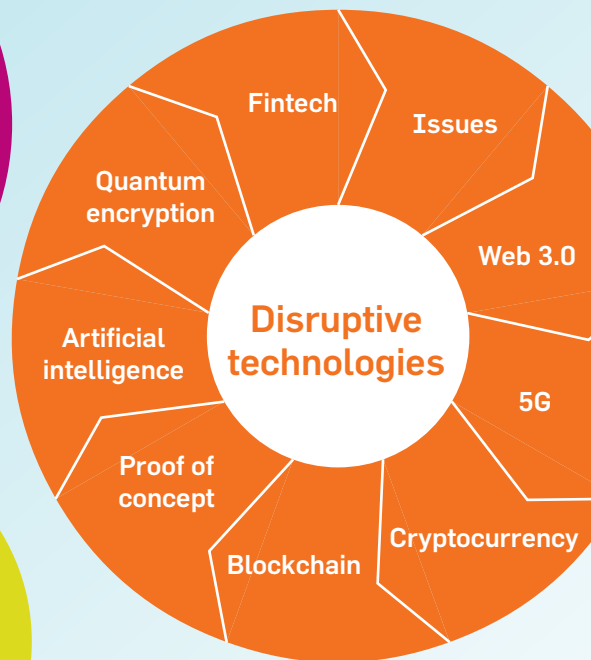 Disruptive
technologies
Fintech
Issues
Web 3.0
5G
Cryptocurrency
Blockchain
Proof of
concept
Artificial
intelligence
Quantum
encryption